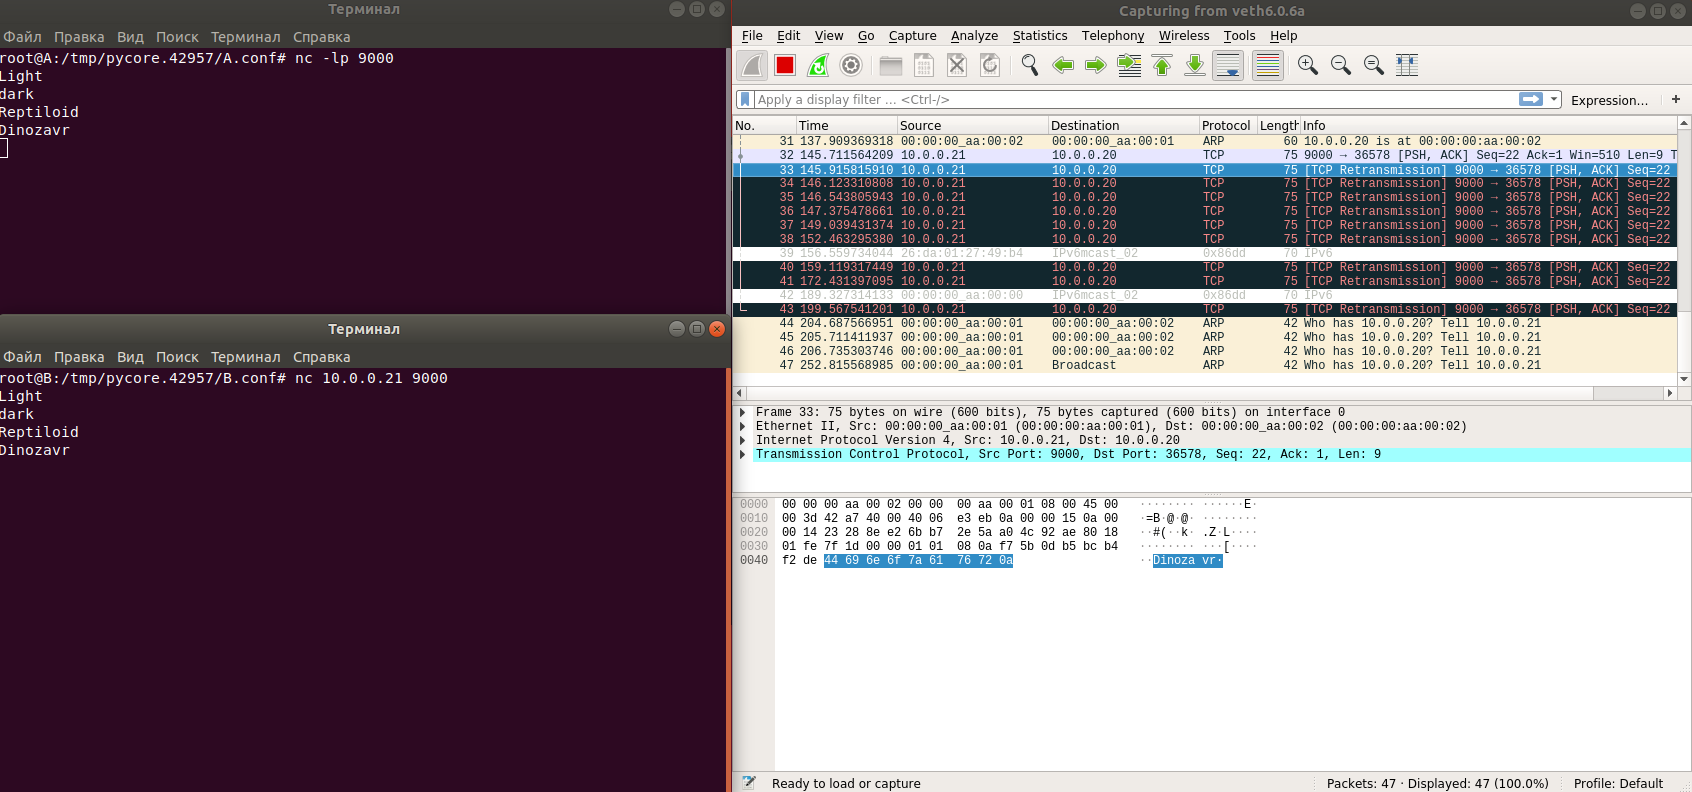 Терминал
Файл Правка Вид Поиск Терминал Справка
root@A:/tmp/pycore.42957/A.conf# nc -lp 9000
Light
dark
Reptiloid
Dinozavr
Терминал
Файл Правка Вид Поиск Терминал Справка
root@B:/tmp/pycore.42957/B.conf# nc 10.0.0.21 9000
Light
dark
Reptiloid
Dinozavr
Capturing from veth6.0.6a
File Edit View Go Capture Analyze Statistics Telephony Wireless Tools Help
Apply a display filter ... <Ctrl-/> Expression... +
No. Time Source Destination Protocol Length Info
31 137.909369318 00:00:00_aa:00:02 00:00:00_aa:00:01 ARP 60 10.0.0.20 is at 00:00:00:aa:00:02
32 145.711564209 10.0.0.21 10.0.0.20 TCP 75 9000 → 36578 [PSH, ACK] Seq=22 Ack=1 Win=510 Len=9 T
33 145.915815910 10.0.0.21 10.0.0.20 TCP 75 [TCP Retransmission] 9000 → 36578 [PSH, ACK] Seq=22
34 146.123310808 10.0.0.21 10.0.0.20 TCP 75 [TCP Retransmission] 9000 → 36578 [PSH, ACK] Seq=22
35 146.543805943 10.0.0.21 10.0.0.20 TCP 75 [TCP Retransmission] 9000 → 36578 [PSH, ACK] Seq=22
36 147.375478661 10.0.0.21 10.0.0.20 TCP 75 [TCP Retransmission] 9000 → 36578 [PSH, ACK] Seq=22
37 149.039431374 10.0.0.21 10.0.0.20 TCP 75 [TCP Retransmission] 9000 → 36578 [PSH, ACK] Seq=22
38 152.463295380 10.0.0.21 10.0.0.20 TCP 75 [TCP Retransmission] 9000 → 36578 [PSH, ACK] Seq=22
39 156.559734044 26:da:01:27:49:b4 IPv6mcast_02 0x86dd 70 IPv6
40 159.119317449 10.0.0.21 10.0.0.20 TCP 75 [TCP Retransmission] 9000 → 36578 [PSH, ACK] Seq=22
41 172.431397095 10.0.0.21 10.0.0.20 TCP 75 [TCP Retransmission] 9000 → 36578 [PSH, ACK] Seq=22
42 189.327314133 00:00:00_aa:00:00 IPv6mcast_02 0x86dd 70 IPv6
43 199.567541201 10.0.0.21 10.0.0.20 TCP 75 [TCP Retransmission] 9000 → 36578 [PSH, ACK] Seq=22
44 204.687566951 00:00:00_aa:00:01 00:00:00_aa:00:02 ARP 42 Who has 10.0.0.20? Tell 10.0.0.21
45 205.711411937 00:00:00_aa:00:01 00:00:00_aa:00:02 ARP 42 Who has 10.0.0.20? Tell 10.0.0.21
46 206.735303746 00:00:00_aa:00:01 00:00:00_aa:00:02 ARP 42 Who has 10.0.0.20? Tell 10.0.0.21
47 252.815568985 00:00:00_aa:00:01 Broadcast ARP 42 Who has 10.0.0.20? Tell 10.0.0.21
Frame 33: 75 bytes on wire (600 bits), 75 bytes captured (600 bits) on interface 0
Ethernet II, Src: 00:00:00_aa:00:01 (00:00:00:aa:00:01), Dst: 00:00:00_aa:00:02 (00:00:00:aa:00:02)
Internet Protocol Version 4, Src: 10.0.0.21, Dst: 10.0.0.20
Transmission Control Protocol, Src Port: 9000, Dst Port: 36578, Seq: 22, Ack: 1, Len: 9
0000 00 00 00 aa 00 02 00 00 00 aa 00 01 08 00 45 00 ········ ······E·
0010 00 3d 42 a7 40 00 40 06 e3 eb 0a 00 00 15 0a 00 ·=B·@·@· ········
0020 00 14 23 28 8e e2 6b b7 2e 5a a0 4c 92 ae 80 18 ··#(··k· .Z·L····
0030 01 fe 7f 1d 00 00 01 01 08 0a f7 5b 0d b5 bc b4 ········ ···[····
0040 f2 de 44 69 6e 6f 7a 61 76 72 0a ··Dinoza vr·
Ready to load or capture Packets: 47 · Displayed: 47 (100.0%) Profile: Default